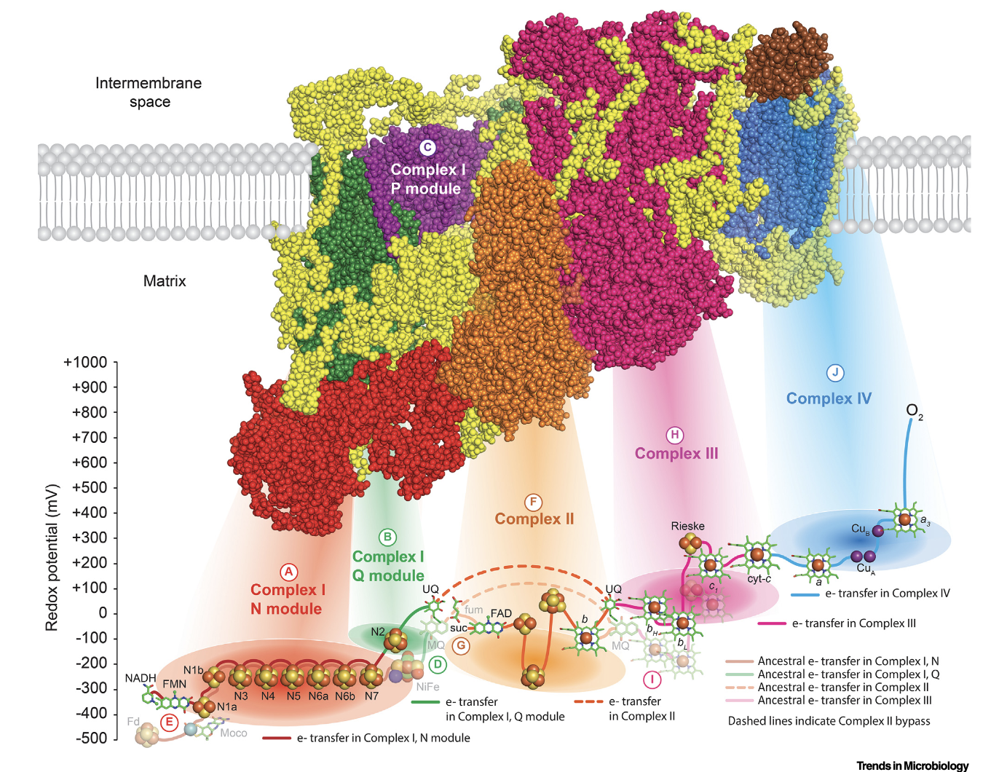 Intermembrane
space
C
Complex I
P module
Matrix
Redox potential (mV)
+1000
+900
+800
+700
+600
+500
+400
+300
+200
+100
0
-100
-200
-300
-400
-500
A
Complex I
N module
B
Complex I
Q module
F
Complex II
H
Complex III
J
Complex IV
O2
a3
CuB
CuA
a
cyt-c
c1
Rieske
UQ
UQ
fum
suc
FAD
MQ
G
b
MQ
bH
bL
I
N2
D
NiFe
NADH
FMN
N1b
N1a
N3
N4
N5
N6a
N6b
N7
E
Fd
Moco
e- transfer in Complex IV
e- transfer in Complex III
e- transfer
in Complex I, Q module
e- transfer
in Complex II
e- transfer in Complex I, N module
Ancestral e- transfer in Complex I, N
Ancestral e- transfer in Complex I, Q
Ancestral e- transfer in Complex II
Ancestral e- transfer in Complex III
Dashed lines indicate Complex II bypass
Trends in Microbiology